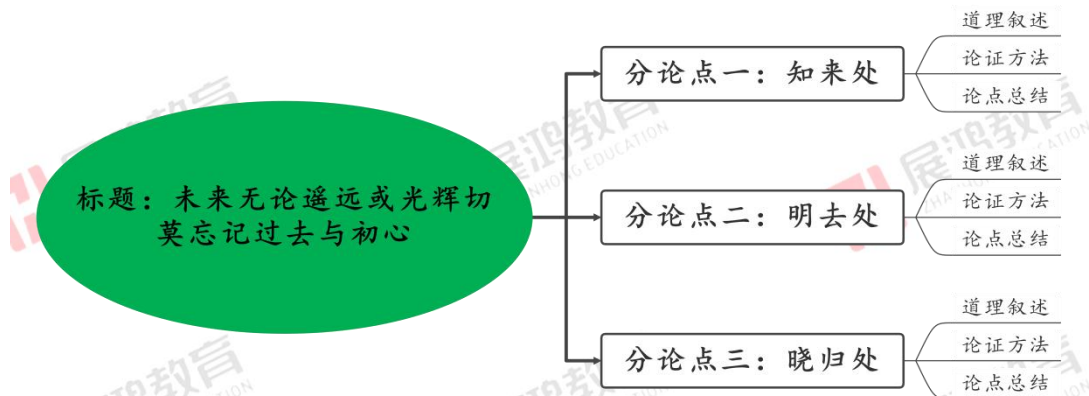 标题：未来无论遥远或光辉切
莫忘记过去与初心
分论点一：知来处
道理叙述
论证方法
论点总结
分论点二：明去处
道理叙述
论证方法
论点总结
分论点三：晓归处
道理叙述
论证方法
论点总结
展鸿教育
ZHANHONG EDUCATION